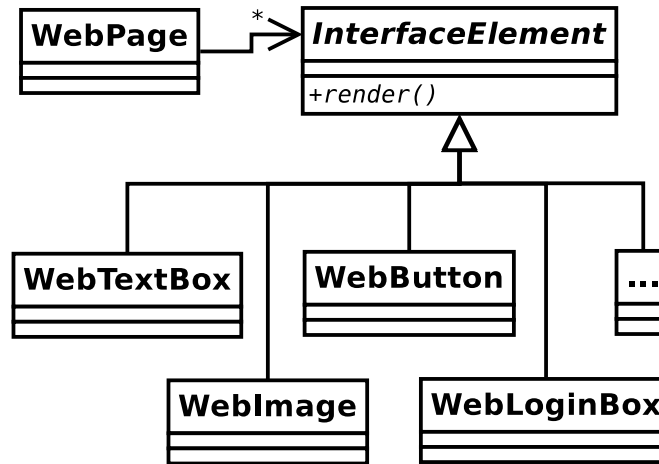 WebPage
*
InterfaceElement
+render()
WebTextBox
WebButton
...
WebImage
WebLoginBox